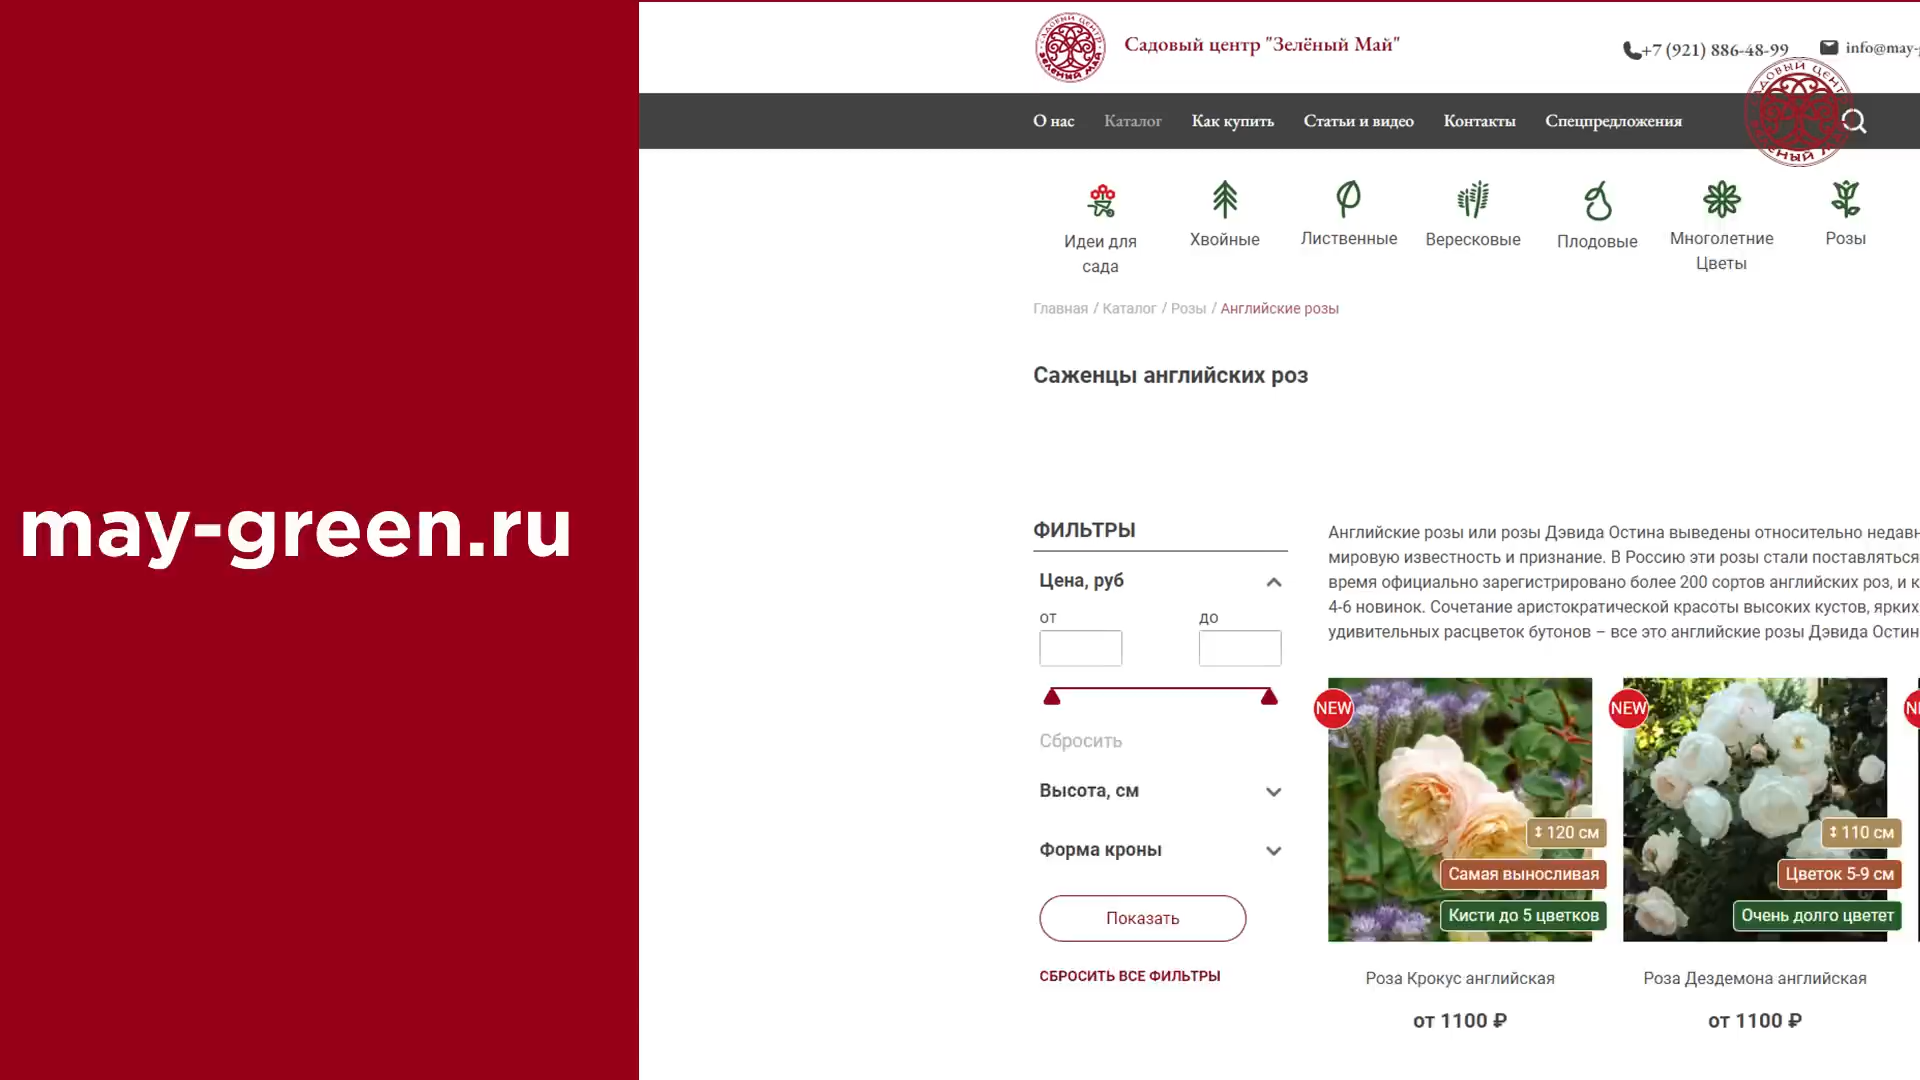 may-green.ru
САДОВЫЙ ЦЕНТР
ЗЕЛЕНЫЙ МАЙ
Садовый центр "Зелёный Май"
+7 (921) 886-48-99
info@may-
О нас
Каталог
Как купить
Статьи и видео
Контакты
Спецпредложения
Идеи для
сада
Хвойные
Лиственные
Вересковые
Плодовые
Многолетние
Цветы
Розы
Главная / Каталог / Розы / Английские розы
Саженцы английских роз
ФИЛЬТРЫ
Цена, руб
от
до
Сбросить
Высота, см
Форма кроны
Показать
СБРОСИТЬ ВСЕ ФИЛЬТРЫ
Английские розы или розы Дэвида Остина выведены относительно недавн
мировую известность и признание. В Россию эти розы стали поставляться
время официально зарегистрировано более 200 сортов английских роз, и к
4-6 новинок. Сочетание аристократической красоты высоких кустов, ярких
удивительных расцветок бутонов – все это английские розы Дэвида Остин
NEW
120 см
Самая выносливая
Кисти до 5 цветков
Роза Крокус английская
от 1100 ₽
NEW
110 см
Цветок 5-9 см
Очень долго цветет
Роза Дездемона английская
от 1100 ₽